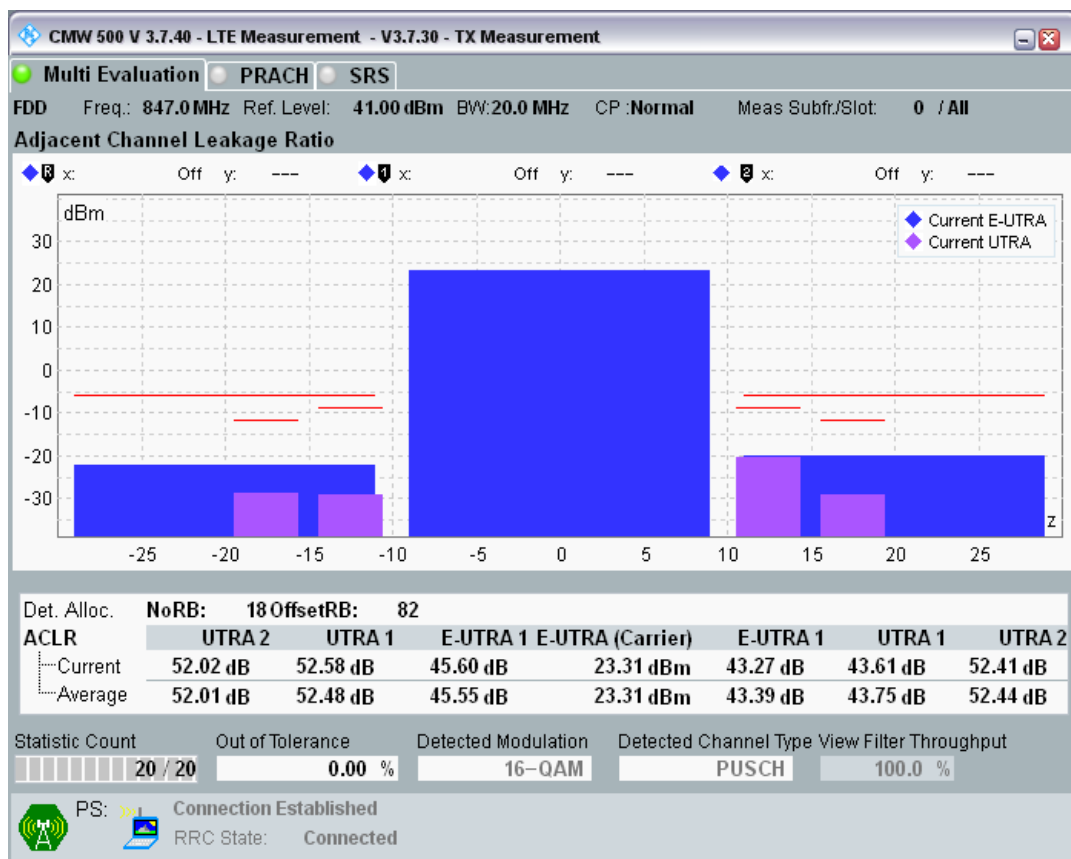 CMW 500 V 3.7.40 - LTE Measurement - V3.7.30 - TX Measurement
Multi Evaluation PRACH SRS
FDD Freq.: 847.0 MHz Ref. Level: 41.00 dBm BW: 20.0 MHz CP : Normal Meas Subfr./Slot: 0 / All
Adjacent Channel Leakage Ratio
R x: Off y: --- 1 x: Off y: --- 2 x: Off y: ---
dBm
Current E-UTRA
Current UTRA
30
20
10
0
-10
-20
-30
z
-25 -20 -15 -10 -5 0 5 10 15 20 25
Det. Alloc. NoRB: 18 OffsetRB: 82
ACLR UTRA 2 UTRA 1 E-UTRA 1 E-UTRA (Carrier) E-UTRA 1 UTRA 1 UTRA 2
Current 52.02 dB 52.58 dB 45.60 dB 23.31 dBm 43.27 dB 43.61 dB 52.41 dB
Average 52.01 dB 52.48 dB 45.55 dB 23.31 dBm 43.39 dB 43.75 dB 52.44 dB
Statistic Count Out of Tolerance Detected Modulation Detected Channel Type View Filter Throughput
20 / 20 0.00 % 16-QAM PUSCH 100.0 %
PS: Connection Established
RRC State: Connected